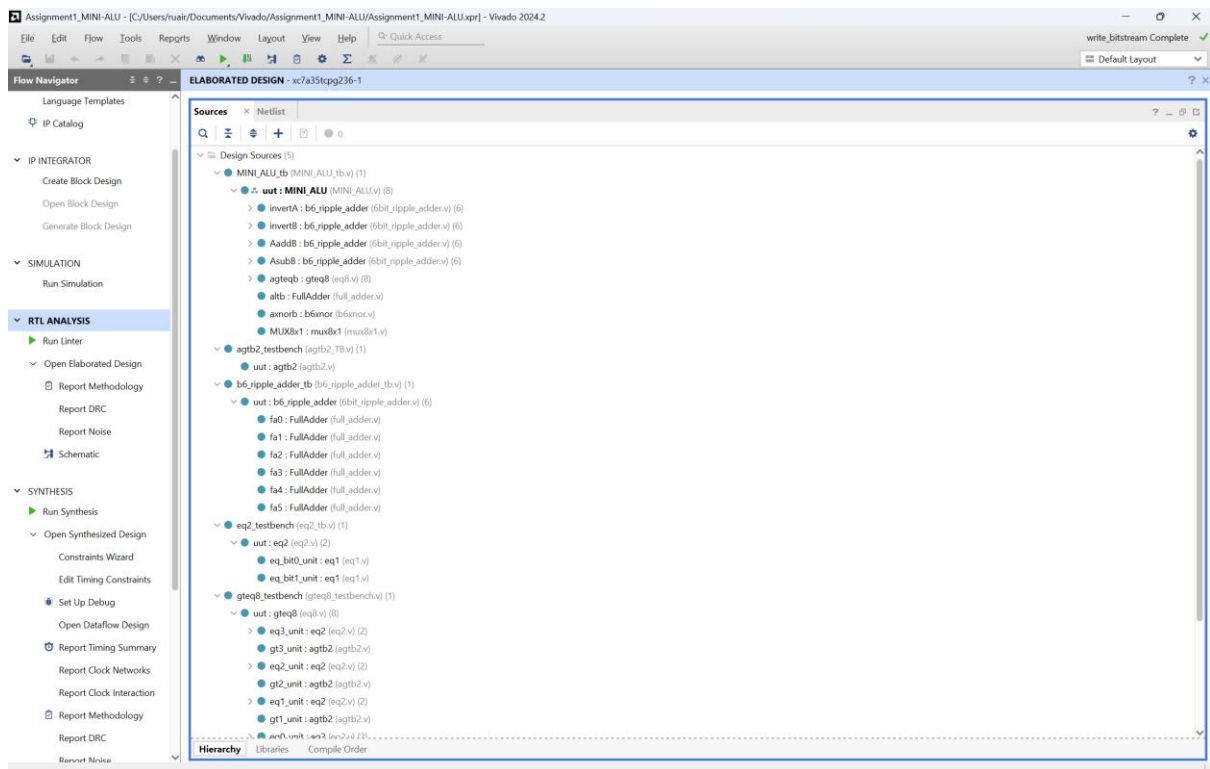 Assignment1_MINI-ALU - [C:/Users/ruair/Documents/Vivado/Assignment1_MINI-ALU/Assignment1_MINI-ALU.xpr] - Vivado 2024.2
File Edit Flow Tools Reports Window Layout View Help Quick Access
write_bitstream Complete
Default Layout
Flow Navigator
ELABORATED DESIGN - xc7a35tcpg236-1
Language Templates
IP Catalog
IP INTEGRATOR
Create Block Design
Open Block Design
Generate Block Design
SIMULATION
Run Simulation
RTL ANALYSIS
Run Linter
Open Elaborated Design
Report Methodology
Report DRC
Report Noise
Schematic
SYNTHESIS
Run Synthesis
Open Synthesized Design
Constraints Wizard
Edit Timing Constraints
Set Up Debug
Open Dataflow Design
Report Timing Summary
Report Clock Networks
Report Clock Interaction
Report Methodology
Report DRC
Report Noise
Sources Netlist
0
Design Sources (5)
MINI_ALU_tb (MINI_ALU_tb.v) (1)
uut : MINI_ALU (MINI_ALU.v) (8)
invertA : b6_ripple_adder (6bit_ripple_adder.v) (6)
invertB : b6_ripple_adder (6bit_ripple_adder.v) (6)
AaddB : b6_ripple_adder (6bit_ripple_adder.v) (6)
AsubB : b6_ripple_adder (6bit_ripple_adder.v) (6)
agteqb : gteq8 (eq8.v) (8)
altb : FullAdder (full_adder.v)
axnorb : b6xnor (b6xnor.v)
MUX8x1 : mux8x1 (mux8x1.v)
agtb2_testbench (agtb2_TB.v) (1)
uut : agtb2 (agtb2.v)
b6_ripple_adder_tb (b6_ripple_adder_tb.v) (1)
uut : b6_ripple_adder (6bit_ripple_adder.v) (6)
fa0 : FullAdder (full_adder.v)
fa1 : FullAdder (full_adder.v)
fa2 : FullAdder (full_adder.v)
fa3 : FullAdder (full_adder.v)
fa4 : FullAdder (full_adder.v)
fa5 : FullAdder (full_adder.v)
eq2_testbench (eq2_tb.v) (1)
uut : eq2 (eq2.v) (2)
eq_bit0_unit : eq1 (eq1.v)
eq_bit1_unit : eq1 (eq1.v)
gteq8_testbench (gteq8_testbench.v) (1)
uut : gteq8 (eq8.v) (8)
eq3_unit : eq2 (eq2.v) (2)
gt3_unit : agtb2 (agtb2.v)
eq2_unit : eq2 (eq2.v) (2)
gt2_unit : agtb2 (agtb2.v)
eq1_unit : eq2 (eq2.v) (2)
gt1_unit : agtb2 (agtb2.v)
Hierarchy Libraries Compile Order